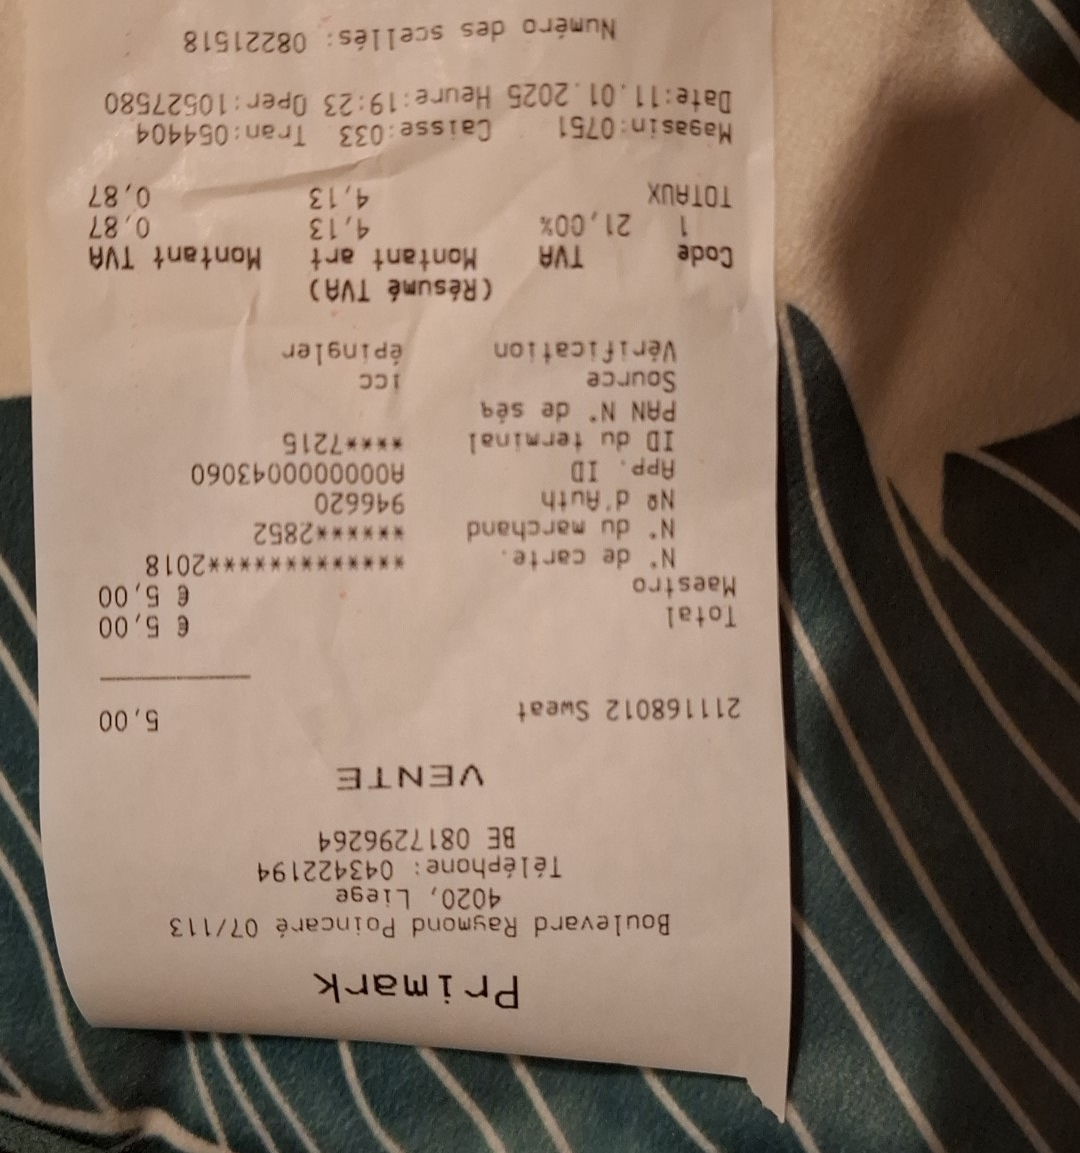 Primark
Boulevard Raymond Poincaré 07/113
4020, Liege
Téléphone: 043422194
BE 0817296264
VENTE
211168012 Sweat 5,00
Total € 5,00
Maestro € 5,00
N° de carte. ***************2018
N° du marchand ******2852
Nº d'Auth 946620
App. ID A0000000043060
ID du terminal ****7215
PAN N° de séq
Source icc
Vérification épingler
(Résumé TVA)
Code TVA Montant art Montant TVA
1 21,00% 4,13 0,87
TOTAUX 4,13 0,87
Magasin:0751 Caisse:033 Tran:054404
Date:11.01.2025 Heure:19:23 Oper:10527580
Numéro des scellés: 08221518